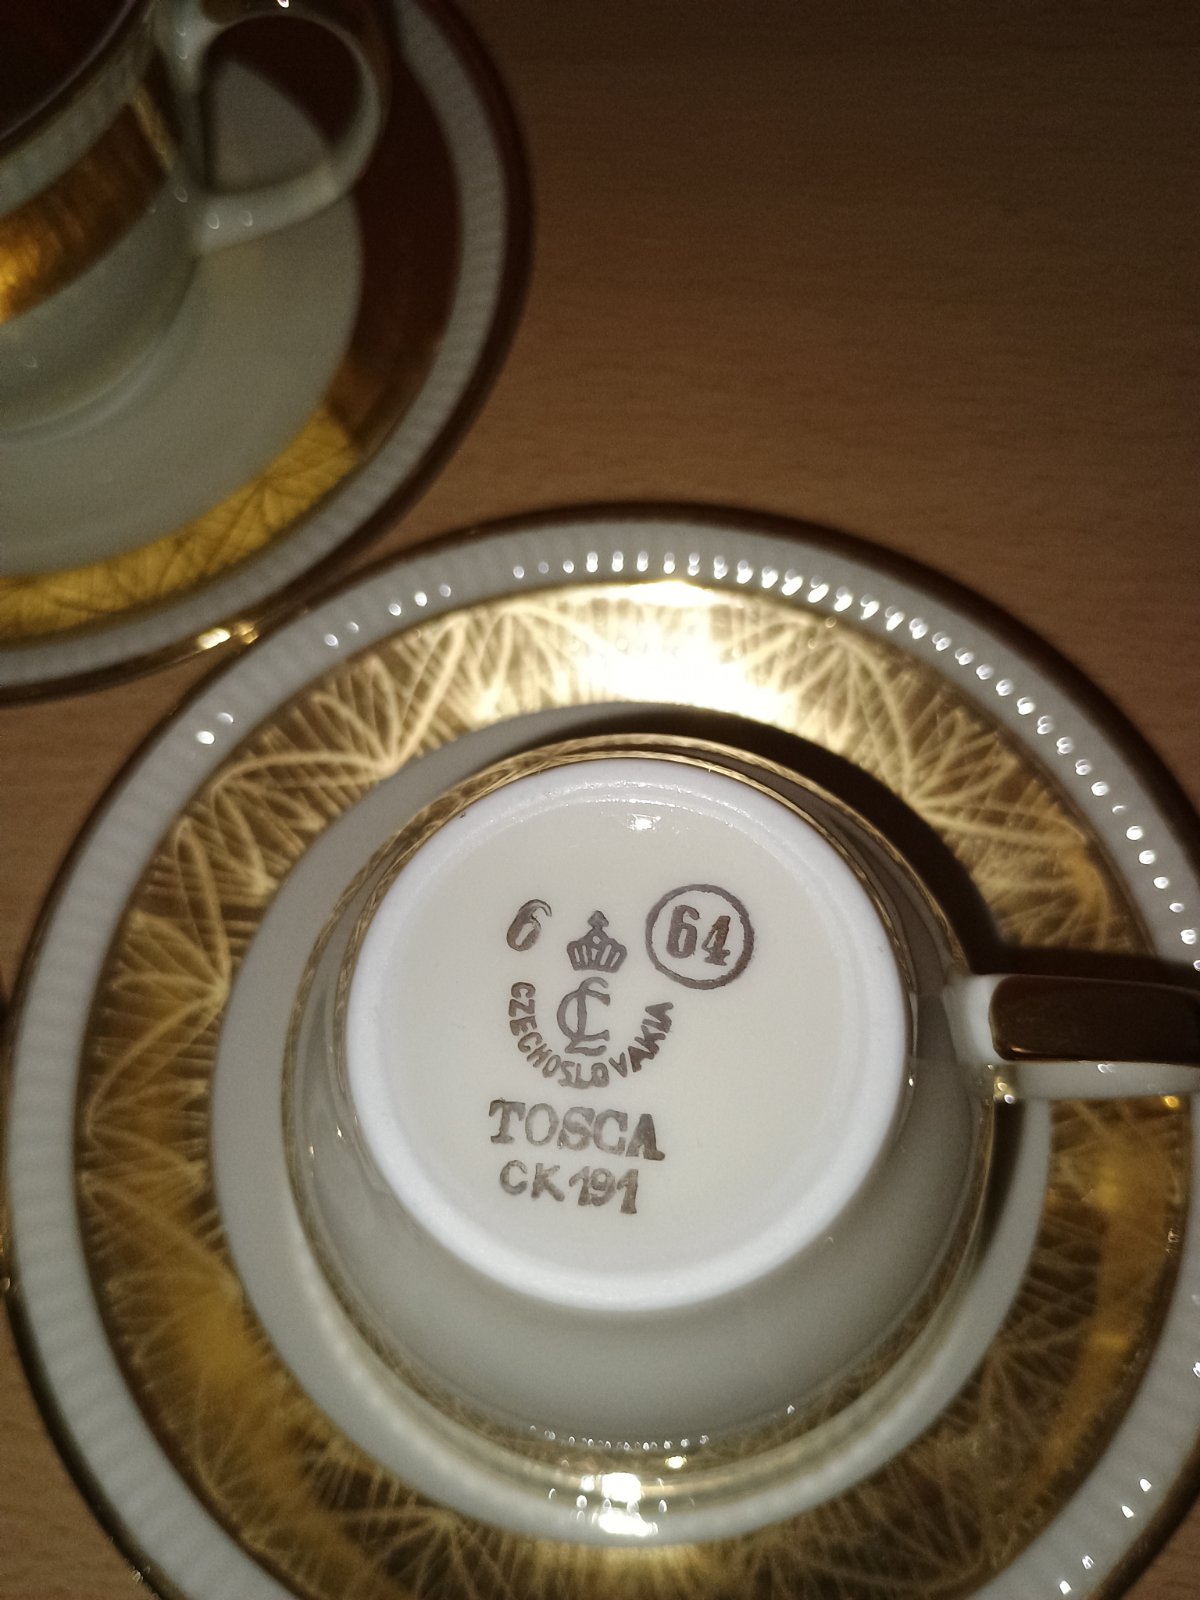 6 64
CL
CZECHOSLOVAKIA
TOSCA
CK 191